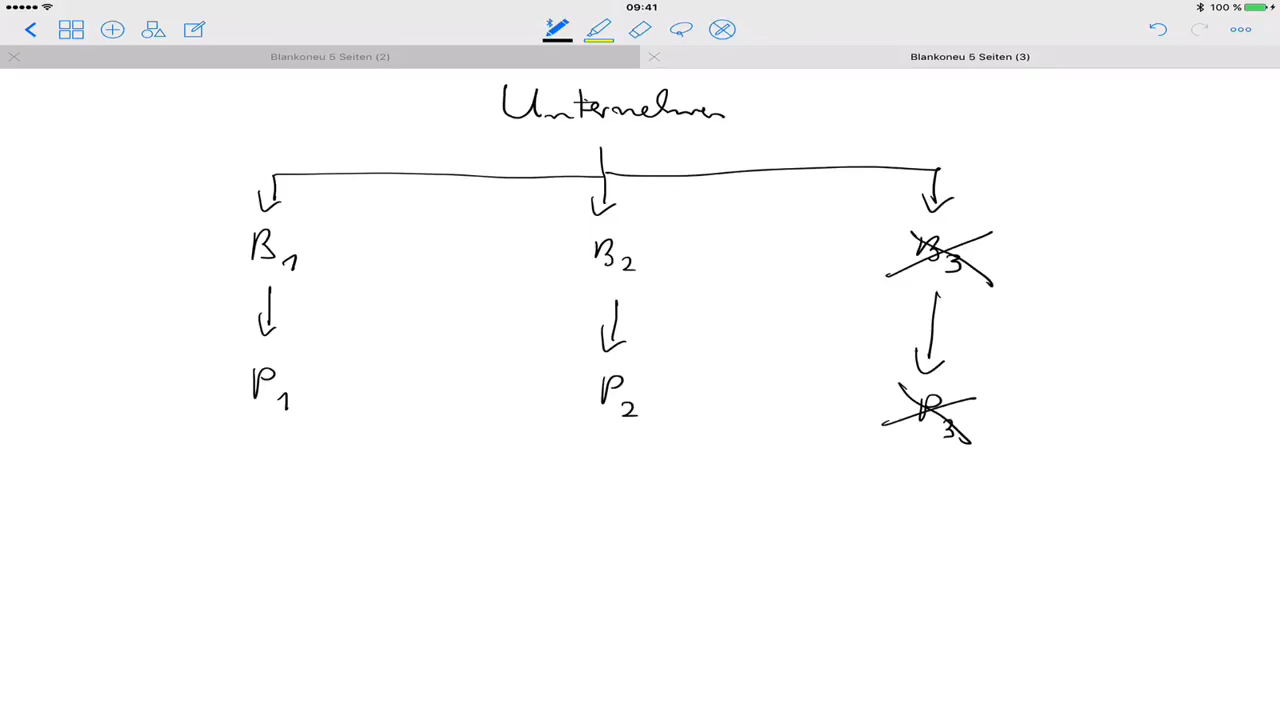 09:41
100 %
Blankoneu 5 Seiten (2)
Blankoneu 5 Seiten (3)
Unternehmen
B1 B2 B3
P1 P2 P3